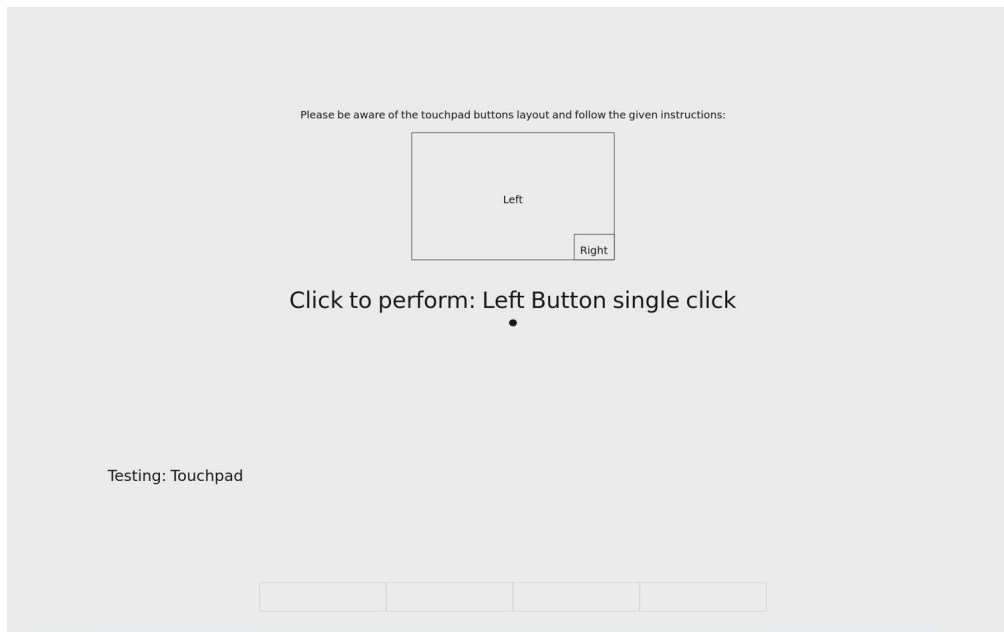 Please be aware of the touchpad buttons layout and follow the given instructions:
Left
Right
Click to perform: Left Button single click
Testing: Touchpad